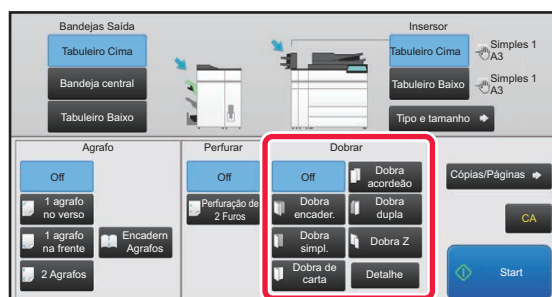 Bandejas Saída
Tabuleiro Cima
Bandeja central
Tabuleiro Baixo
Insersor
Tabuleiro Cima
Simples 1
A3
Tabuleiro Baixo
Simples 1
A3
Tipo e tamanho
Agrafo
Off
1 agrafo
no verso
1 agrafo
na frente
Encadern
Agrafos
2 Agrafos
Perfurar
Off
Perfuração de
2 Furos
Dobrar
Off
Dobra
acordeão
Dobra
encader.
Dobra
dupla
Dobra
simpl.
Dobra Z
Dobra de
carta
Detalhe
Cópias/Páginas
CA
Start